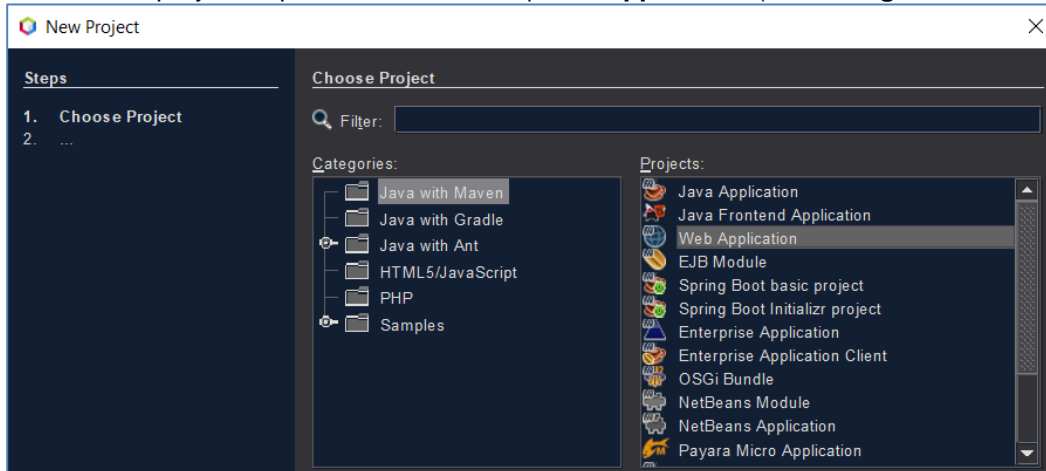 New Project
Steps
1. Choose Project
2. ...
Choose Project
Filter:
Categories:
Java with Maven
Java with Gradle
Java with Ant
HTML5/JavaScript
PHP
Samples
Projects:
Java Application
Java Frontend Application
Web Application
EJB Module
Spring Boot basic project
Spring Boot Initializr project
Enterprise Application
Enterprise Application Client
OSGi Bundle
NetBeans Module
NetBeans Application
Payara Micro Application